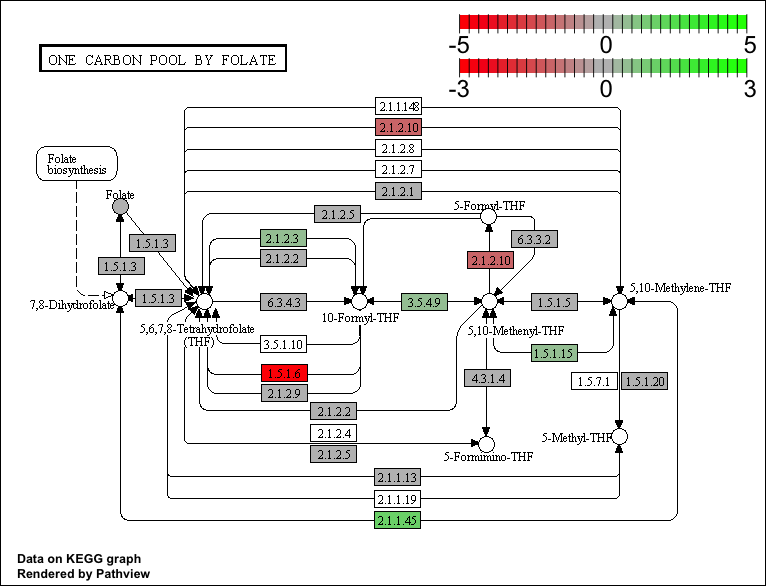 -5 0 5
-3 0 3
ONE CARBON POOL BY FOLATE
2.1.1.148
2.1.2.10
2.1.2.8
2.1.2.7
2.1.2.1
Folate
biosynthesis
Folate
2.1.2.5
5-Formyl-THF
1.5.1.3
2.1.2.3
6.3.3.2
1.5.1.3
2.1.2.2
2.1.2.10
5,10-Methylene-THF
1.5.1.3
6.3.4.3
3.5.4.9
1.5.1.5
7,8-Dihydrofolate
5,6,7,8-Tetrahydrofolate
(THF)
10-Formyl-THF
5,10-Methenyl-THF
3.5.1.10
1.5.1.15
1.5.1.6
4.3.1.4
1.5.7.1
1.5.1.20
2.1.2.9
2.1.2.2
2.1.2.4
5-Methyl-THF
2.1.2.5
5-Formimino-THF
2.1.1.13
2.1.1.19
2.1.1.45
Data on KEGG graph
Rendered by Pathview